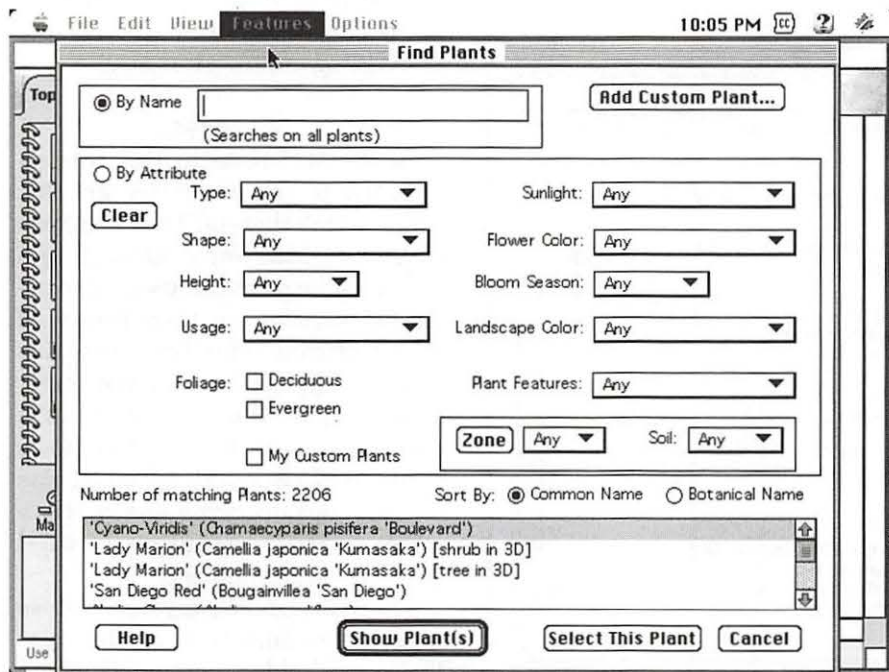 File Edit View Features Options 10:05 PM
Find Plants
Top
By Name
Add Custom Plant...
(Searches on all plants)
By Attribute
Type: Any Sunlight: Any
Clear
Shape: Any Flower Color: Any
Height: Any Bloom Season: Any
Usage: Any Landscape Color: Any
Foliage: Deciduous Plant Features: Any
Evergreen
Zone Any Soil: Any
My Custom Plants
Number of matching Plants: 2206 Sort By: Common Name Botanical Name
Ma
'Cyano-Viridis' (Chamaecyparis pisifera 'Boulevard')
'Lady Marion' (Camellia japonica 'Kumasaka') [shrub in 3D]
'Lady Marion' (Camellia japonica 'Kumasaka') [tree in 3D]
'San Diego Red' (Bougainvillea 'San Diego')
Help Show Plant(s) Select This Plant Cancel
Use